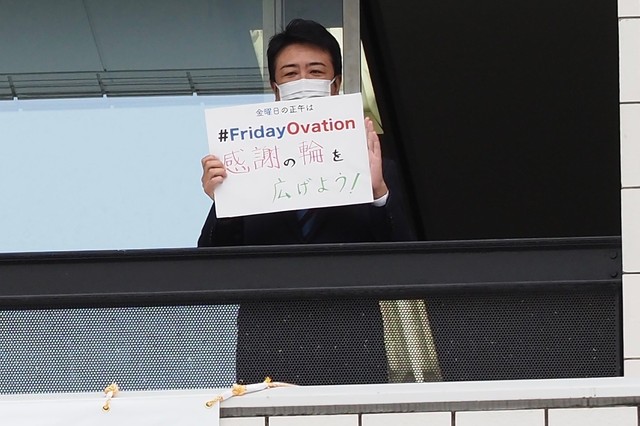 金曜日の正午は
#FridayOvation
感謝の輪を
広げよう!